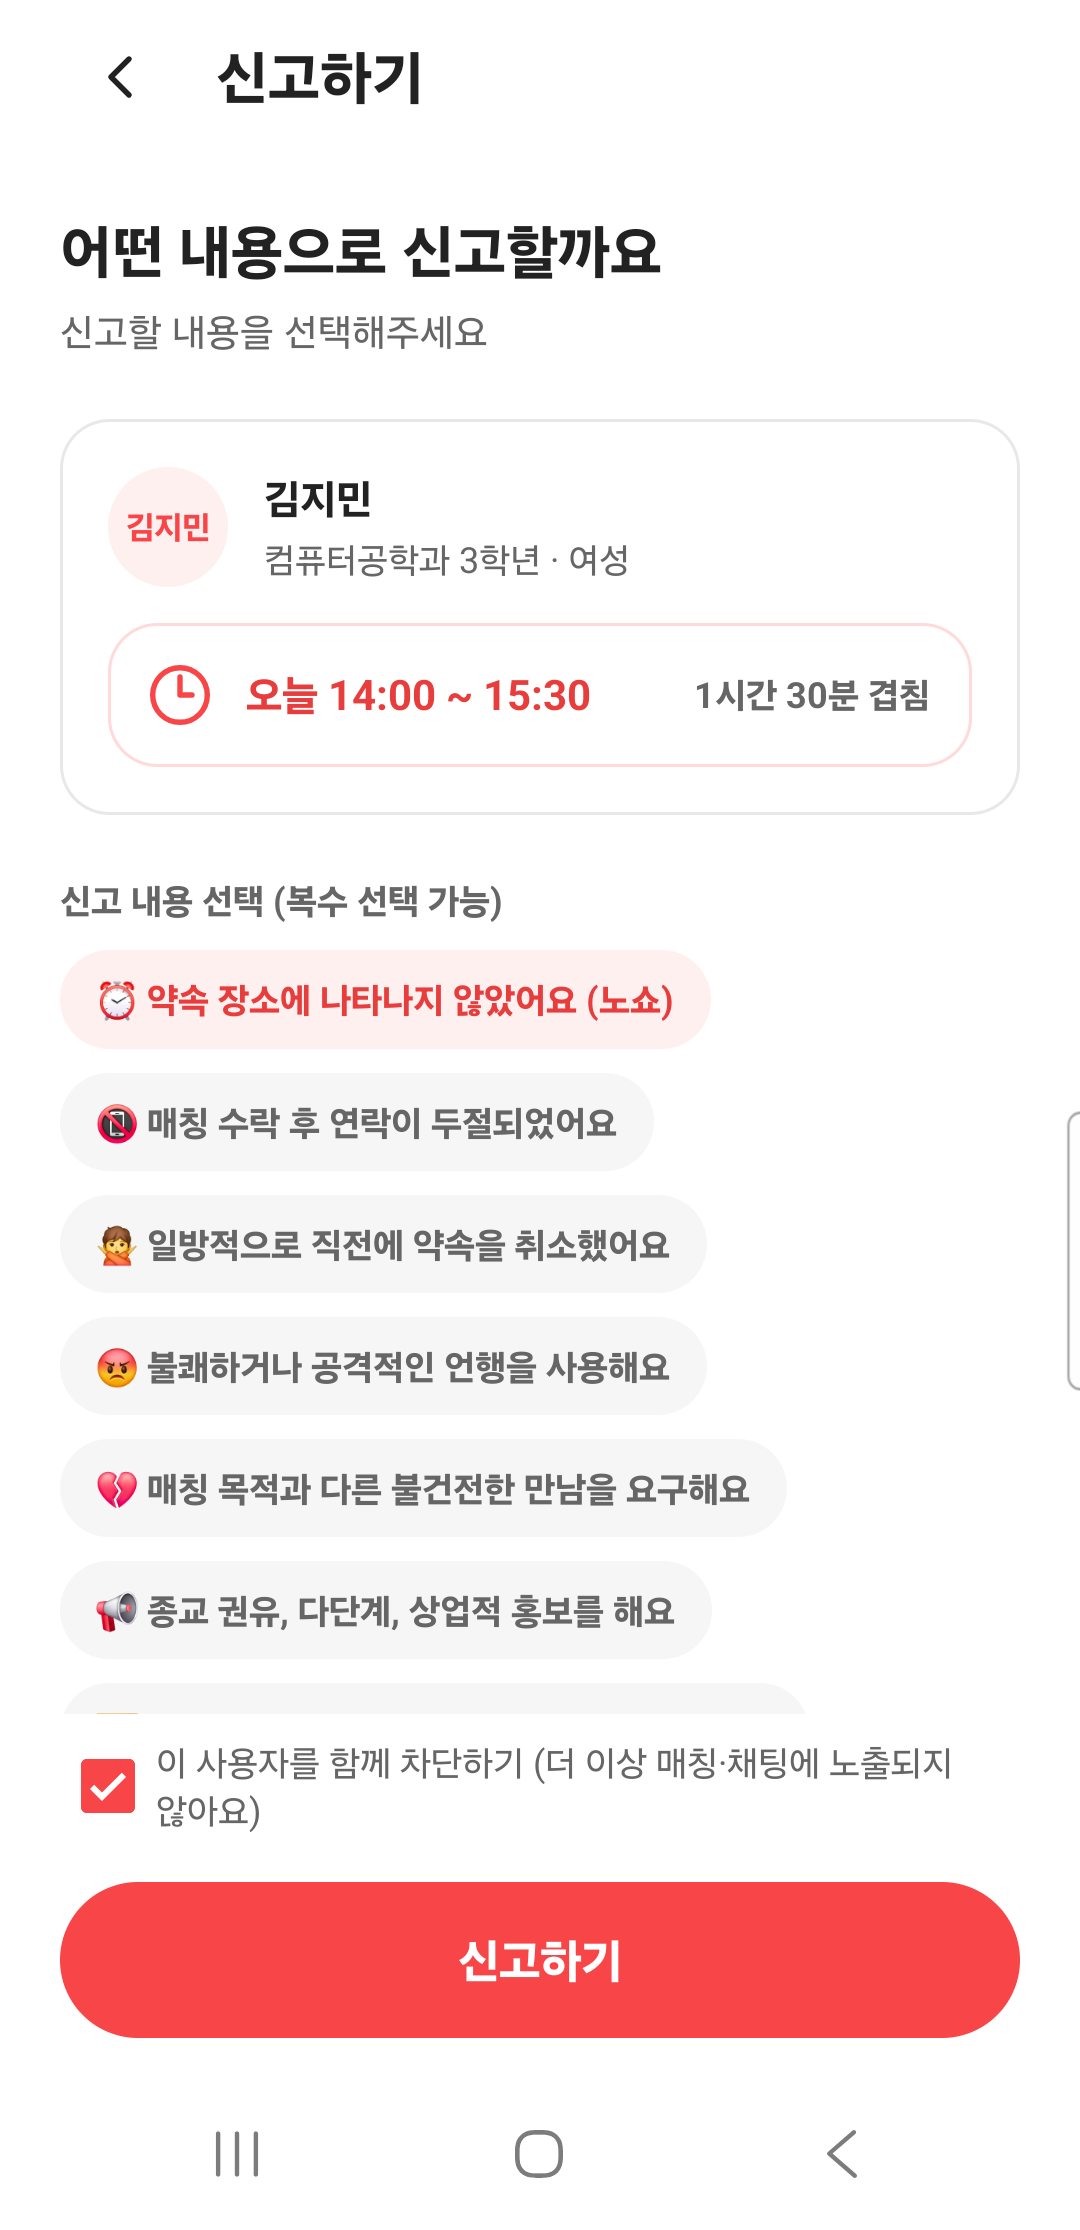 신고하기
어떤 내용으로 신고할까요
신고할 내용을 선택해주세요
김지민
김지민
컴퓨터공학과 3학년 · 여성
오늘 14:00 ~ 15:30
1시간 30분 겹침
신고 내용 선택 (복수 선택 가능)
⏰ 약속 장소에 나타나지 않았어요 (노쇼)
📵 매칭 수락 후 연락이 두절되었어요
🙅 일방적으로 직전에 약속을 취소했어요
😡 불쾌하거나 공격적인 언행을 사용해요
💔 매칭 목적과 다른 불건전한 만남을 요구해요
📢 종교 권유, 다단계, 상업적 홍보를 해요
이 사용자를 함께 차단하기 (더 이상 매칭·채팅에 노출되지
않아요)
신고하기